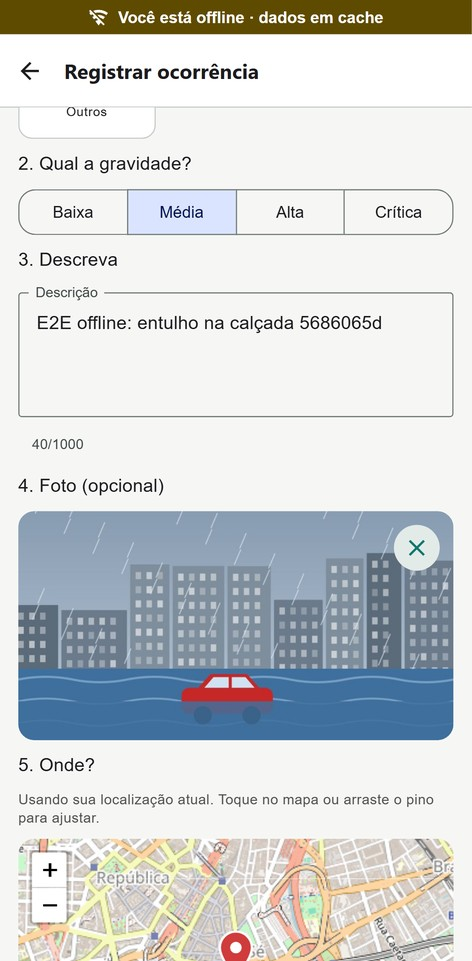 Você está offline · dados em cache
Registrar ocorrência
Outros
2. Qual a gravidade?
Baixa
Média
Alta
Crítica
3. Descreva
Descrição
E2E offline: entulho na calçada 5686065d
40/1000
4. Foto (opcional)
5. Onde?
Usando sua localização atual. Toque no mapa ou arraste o pino
para ajustar.
+
República
−
Rua Caeta